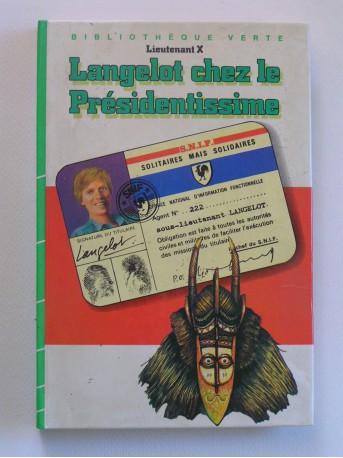 BIBLIOTHÈQUE VERTE
Lieutenant X
Langelot chez le
Présidentissime
S.N.I.F.
SOLITAIRES MAIS SOLIDAIRES
SNIF
NATIONAL D'INFORMATION FONCTIONNELLE
Agent N° .. 222
sous-lieutenant LANGELOT.
Obligation est faite à toutes les autorités
civiles et militaires de faciliter l'exécution
des missions du titulaire
chef du S.N.I.F.
P.O.
SIGNATURE DU TITULAIRE
Langelot.